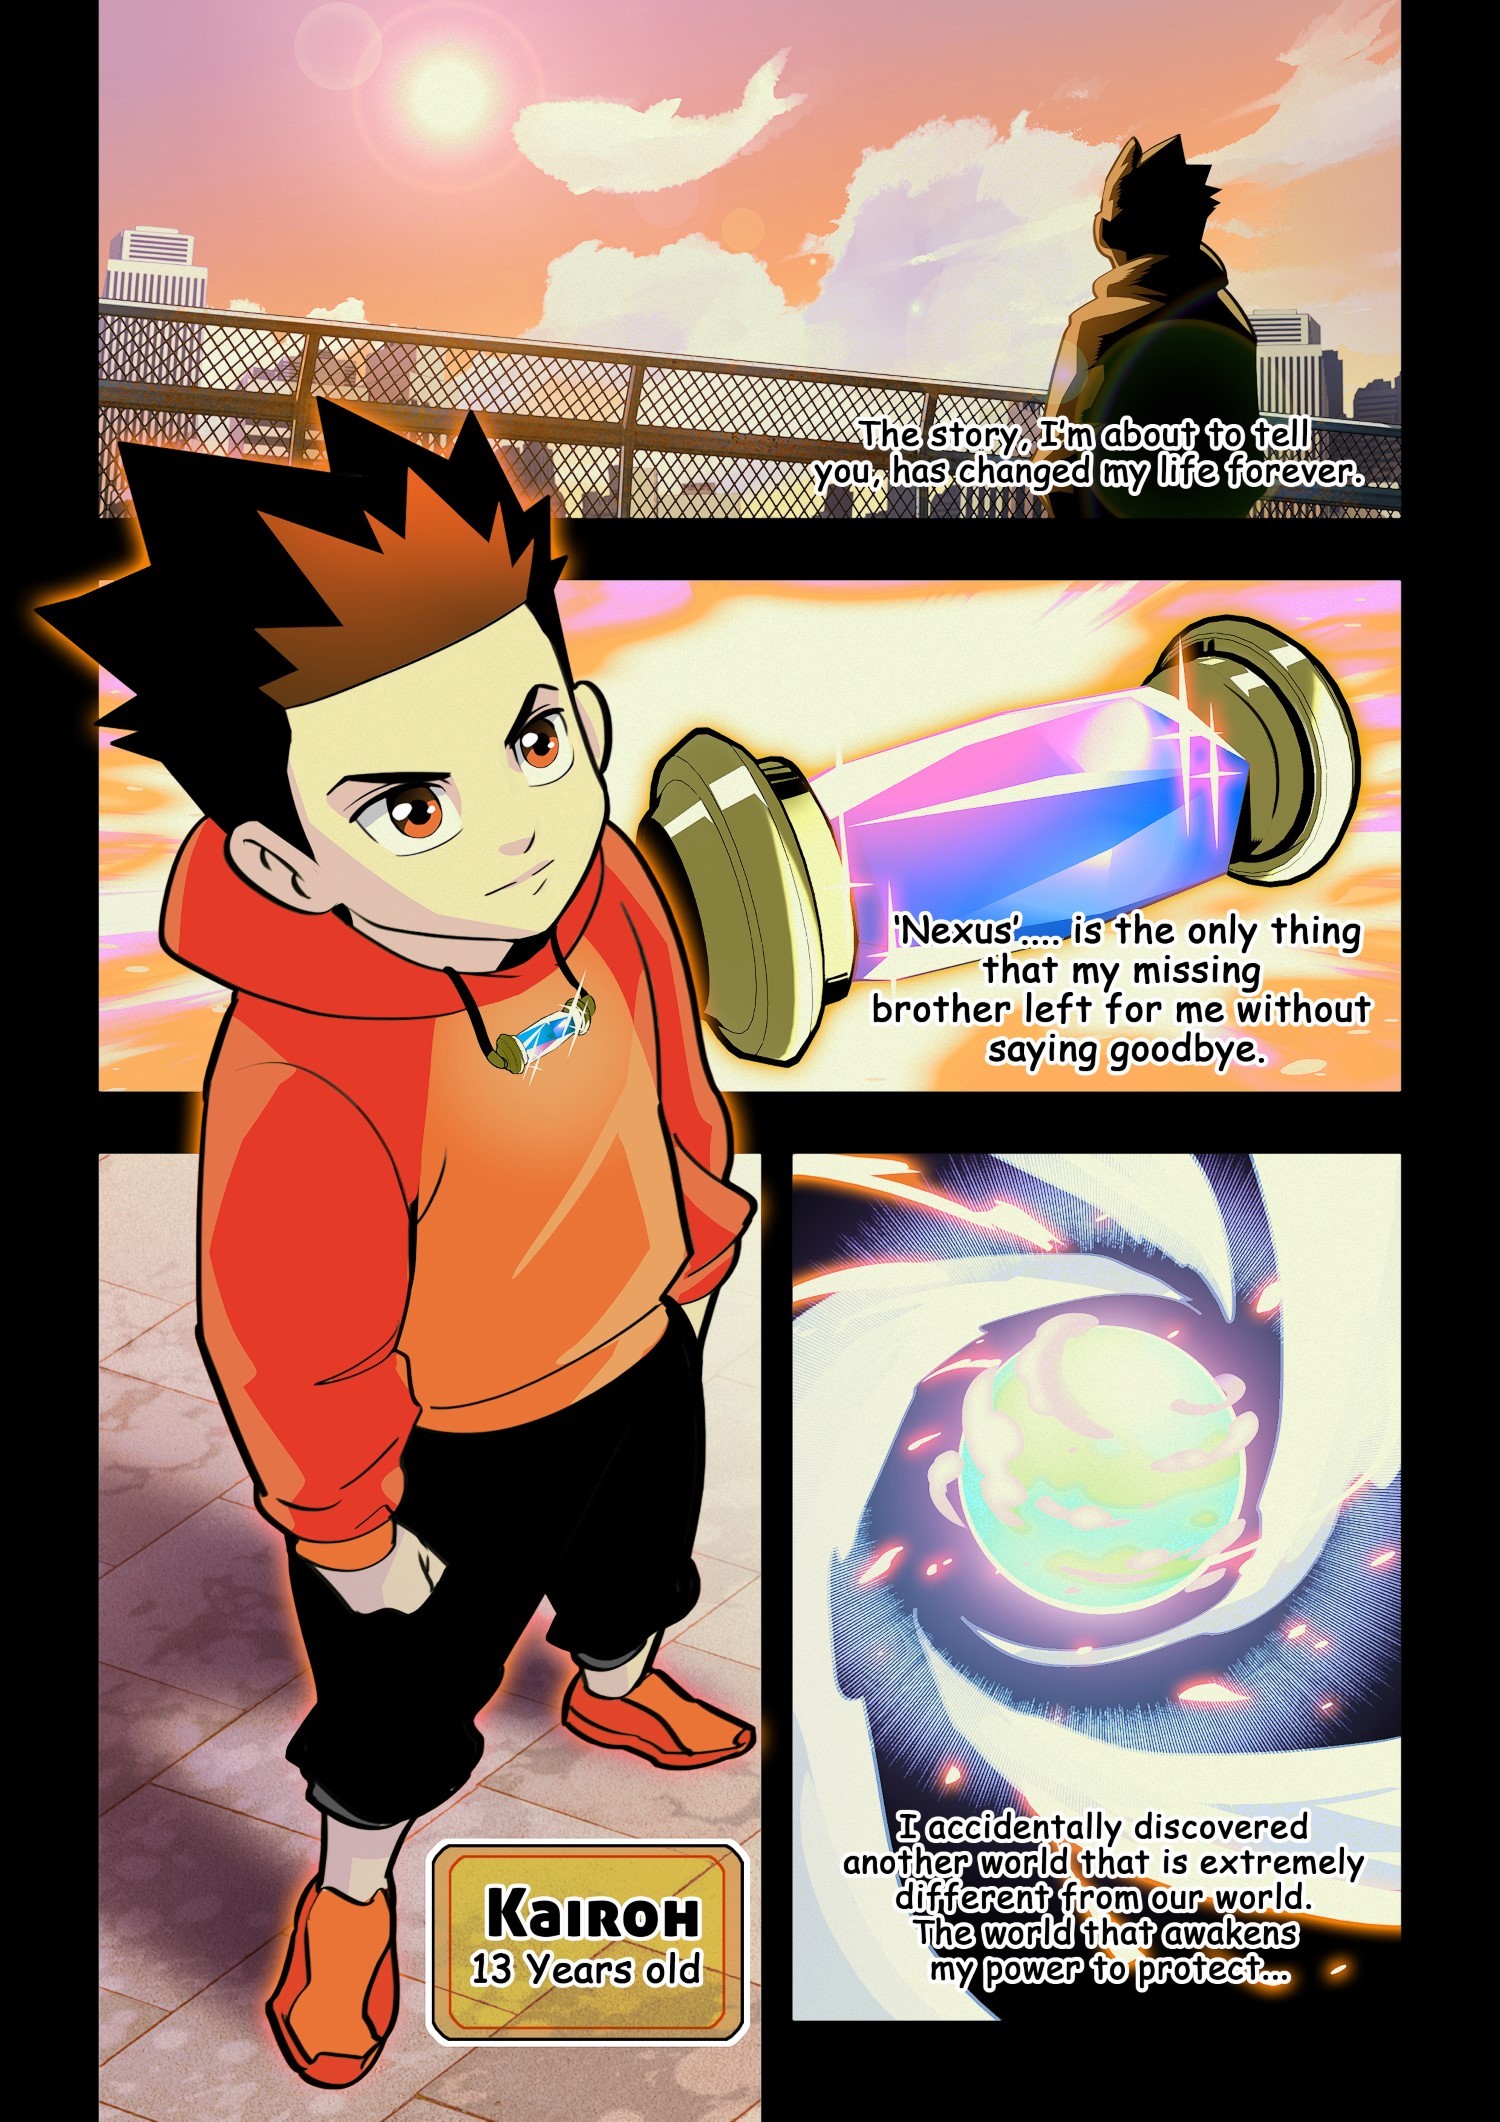 The story, I'm about to tell
you, has changed my life forever.
'Nexus'.... is the only thing
that my missing
brother left for me without
saying goodbye.
Kairoh
13 Years old
I accidentally discovered
another world that is extremely
different from our world.
The world that awakens
my power to protect...